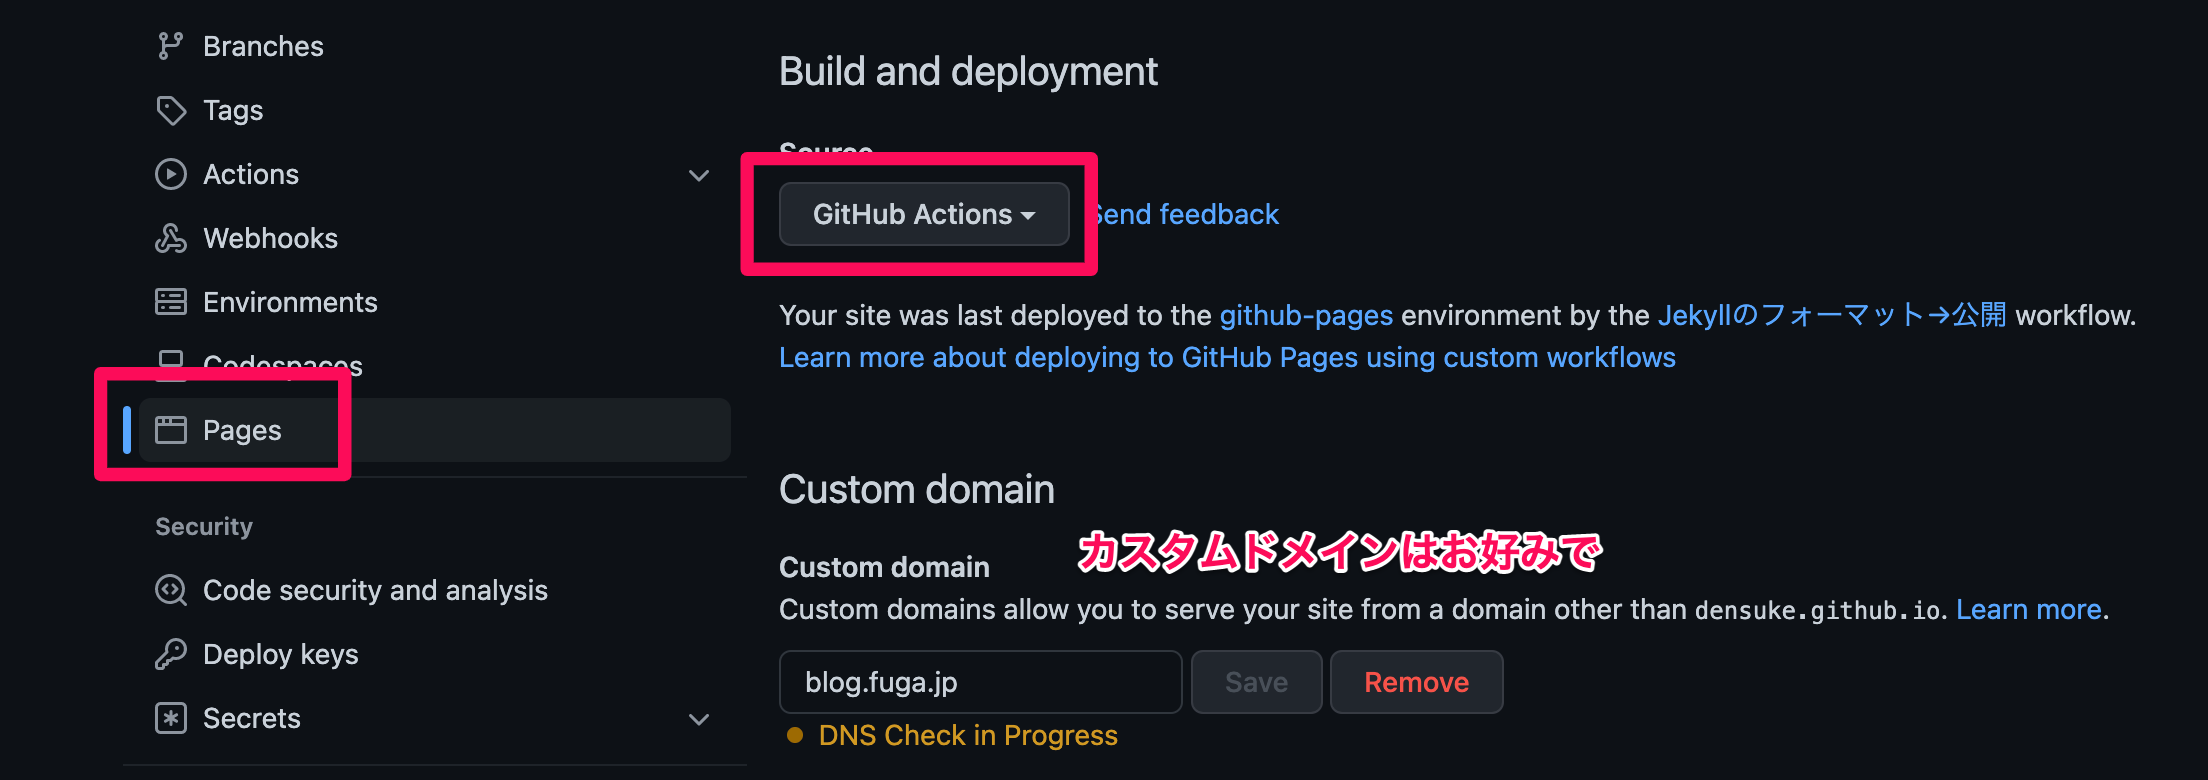 Branches
Tags
Actions
Webhooks
Environments
Codespaces
Pages
Security
Code security and analysis
Deploy keys
Secrets
Build and deployment
Source
GitHub Actions
Send feedback
Your site was last deployed to the github-pages environment by the Jekyllのフォーマット→公開 workflow.
Learn more about deploying to GitHub Pages using custom workflows
Custom domain
カスタムドメインはお好みで
Custom domain
Custom domains allow you to serve your site from a domain other than densuke.github.io. Learn more.
blog.fuga.jp
Save
Remove
DNS Check in Progress